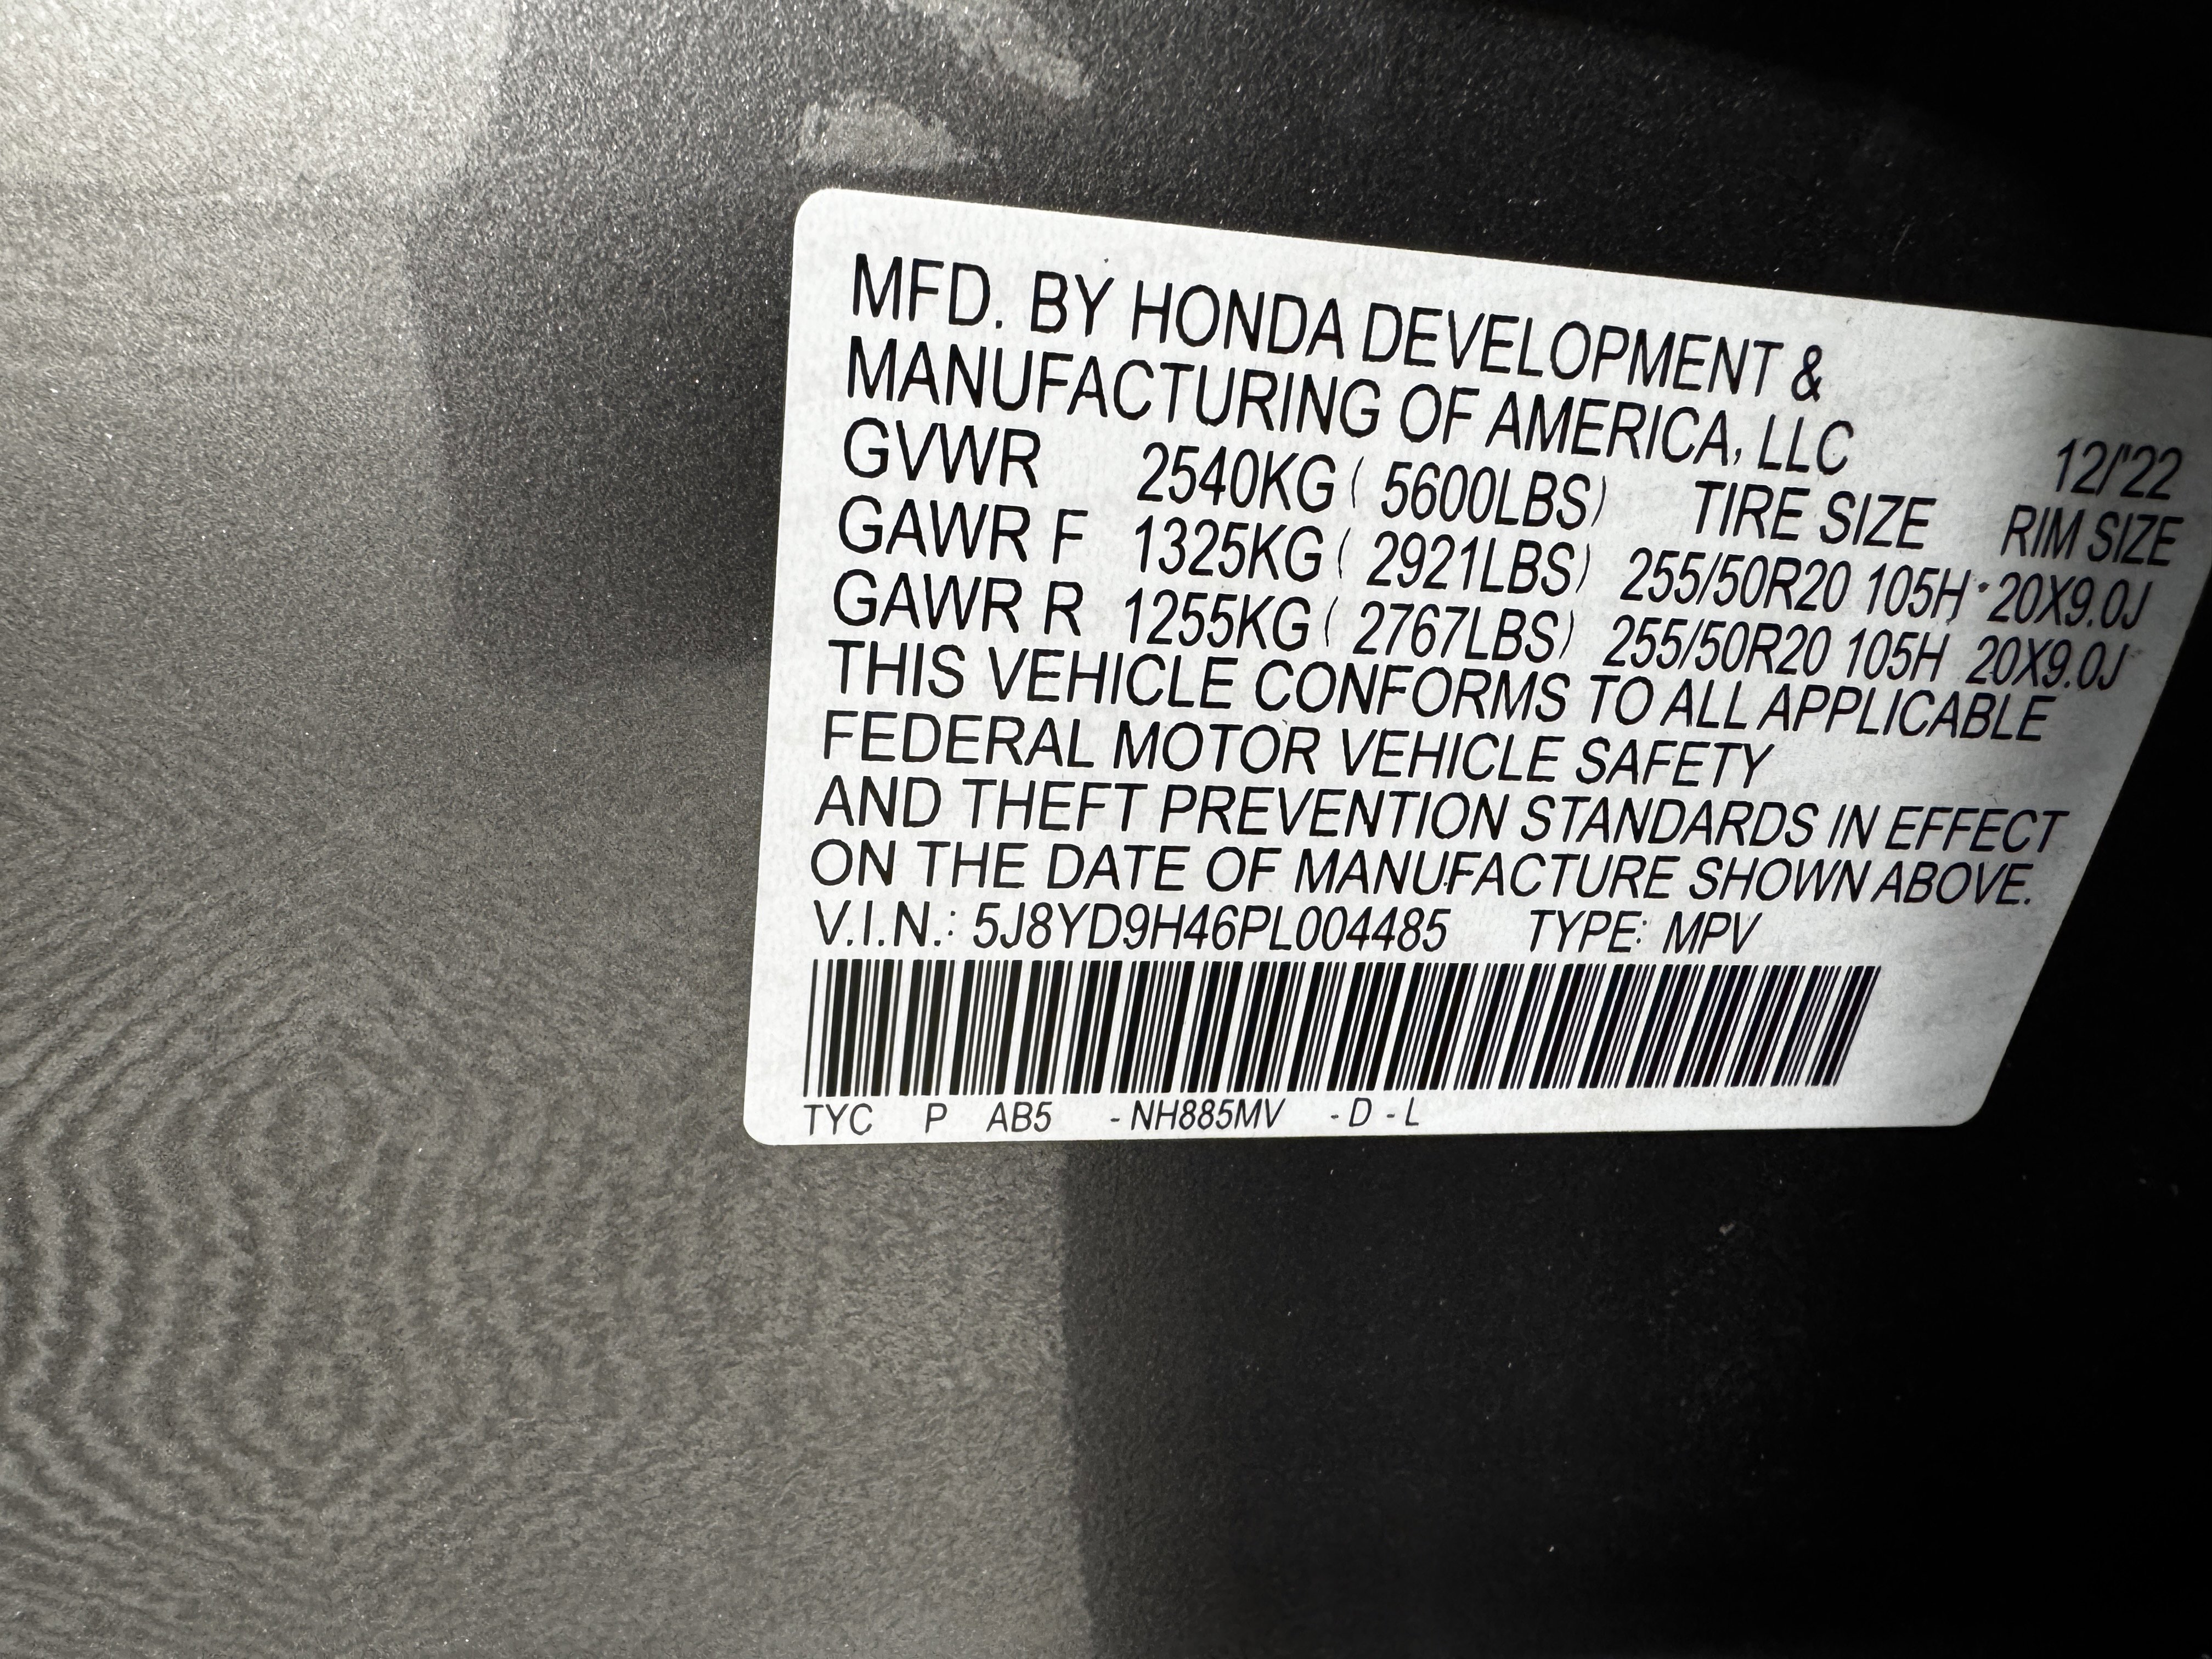 MFD. BY HONDA DEVELOPMENT &
MANUFACTURING OF AMERICA, LLC 12/'22
GVWR 2540KG ( 5600LBS) TIRE SIZE RIM SIZE
GAWR F 1325KG ( 2921LBS) 255/50R20 105H 20X9.0J
GAWR R 1255KG ( 2767LBS) 255/50R20 105H 20X9.0J
THIS VEHICLE CONFORMS TO ALL APPLICABLE
FEDERAL MOTOR VEHICLE SAFETY
AND THEFT PREVENTION STANDARDS IN EFFECT
ON THE DATE OF MANUFACTURE SHOWN ABOVE.
V.I.N.: 5J8YD9H46PL004485 TYPE: MPV
TYC P AB5 - NH885MV - D - L